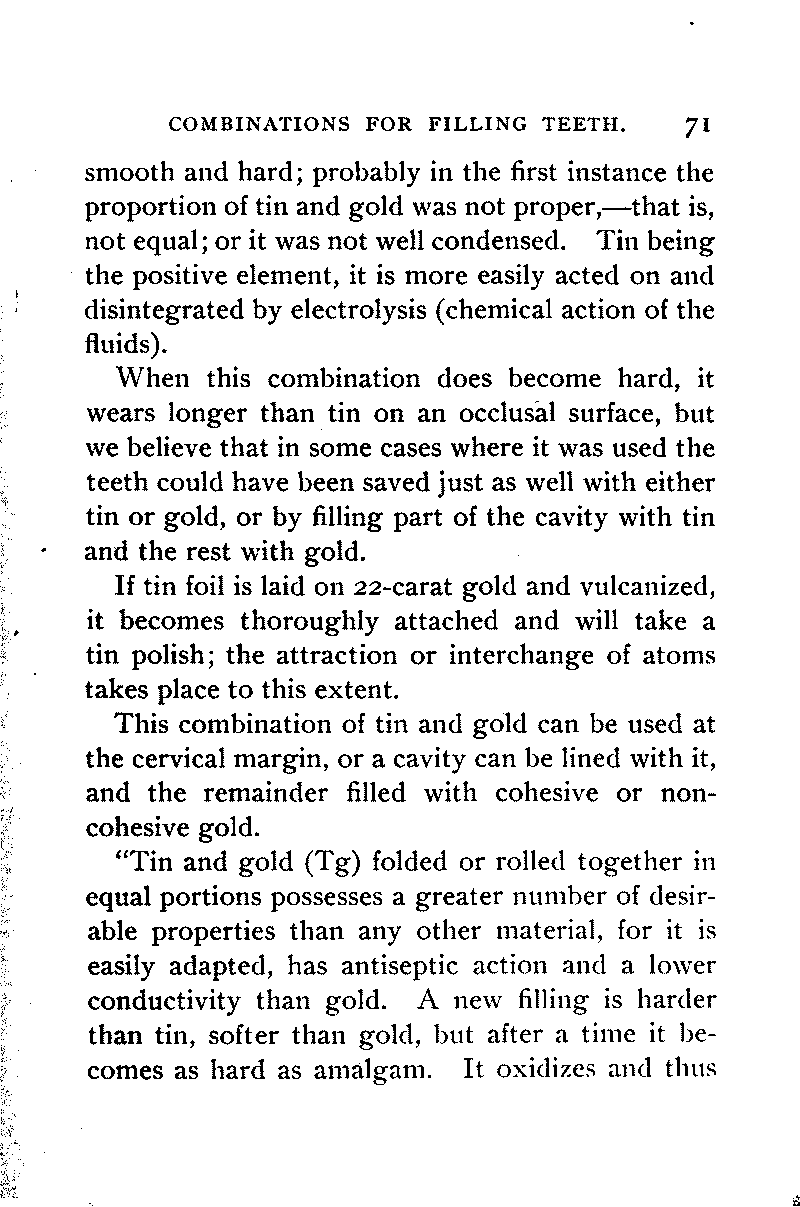 COMBINATIONS FOR FILLING TEETH. 71
smooth and hard; probably in the first instance the
proportion of tin and gold was not proper,—that is,
not equal; or it was not well condensed. Tin being
the positive element, it is more easily acted on and
disintegrated by electrolysis (chemical action of the
fluids).
When this combination does become hard, it
wears longer than tin on an occlusal surface, but
we believe that in some cases where it was used the
teeth could have been saved just as well with either
tin or gold, or by filling part of the cavity with tin
and the rest with gold.
If tin foil is laid on 22-carat gold and vulcanized,
it becomes thoroughly attached and will take a
tin polish; the attraction or interchange of atoms
takes place to this extent.
This combination of tin and gold can be used at
the cervical margin, or a cavity can be lined with it,
and the remainder filled with cohesive or non-
cohesive gold.
“Tin and gold (Tg) folded or rolled together in
equal portions possesses a greater number of desir-
able properties than any other material, for it is
easily adapted, has antiseptic action and a lower
conductivity than gold. A new filling is harder
than tin, softer than gold, but after a time it be-
comes as hard as amalgam. It oxidizes and thus